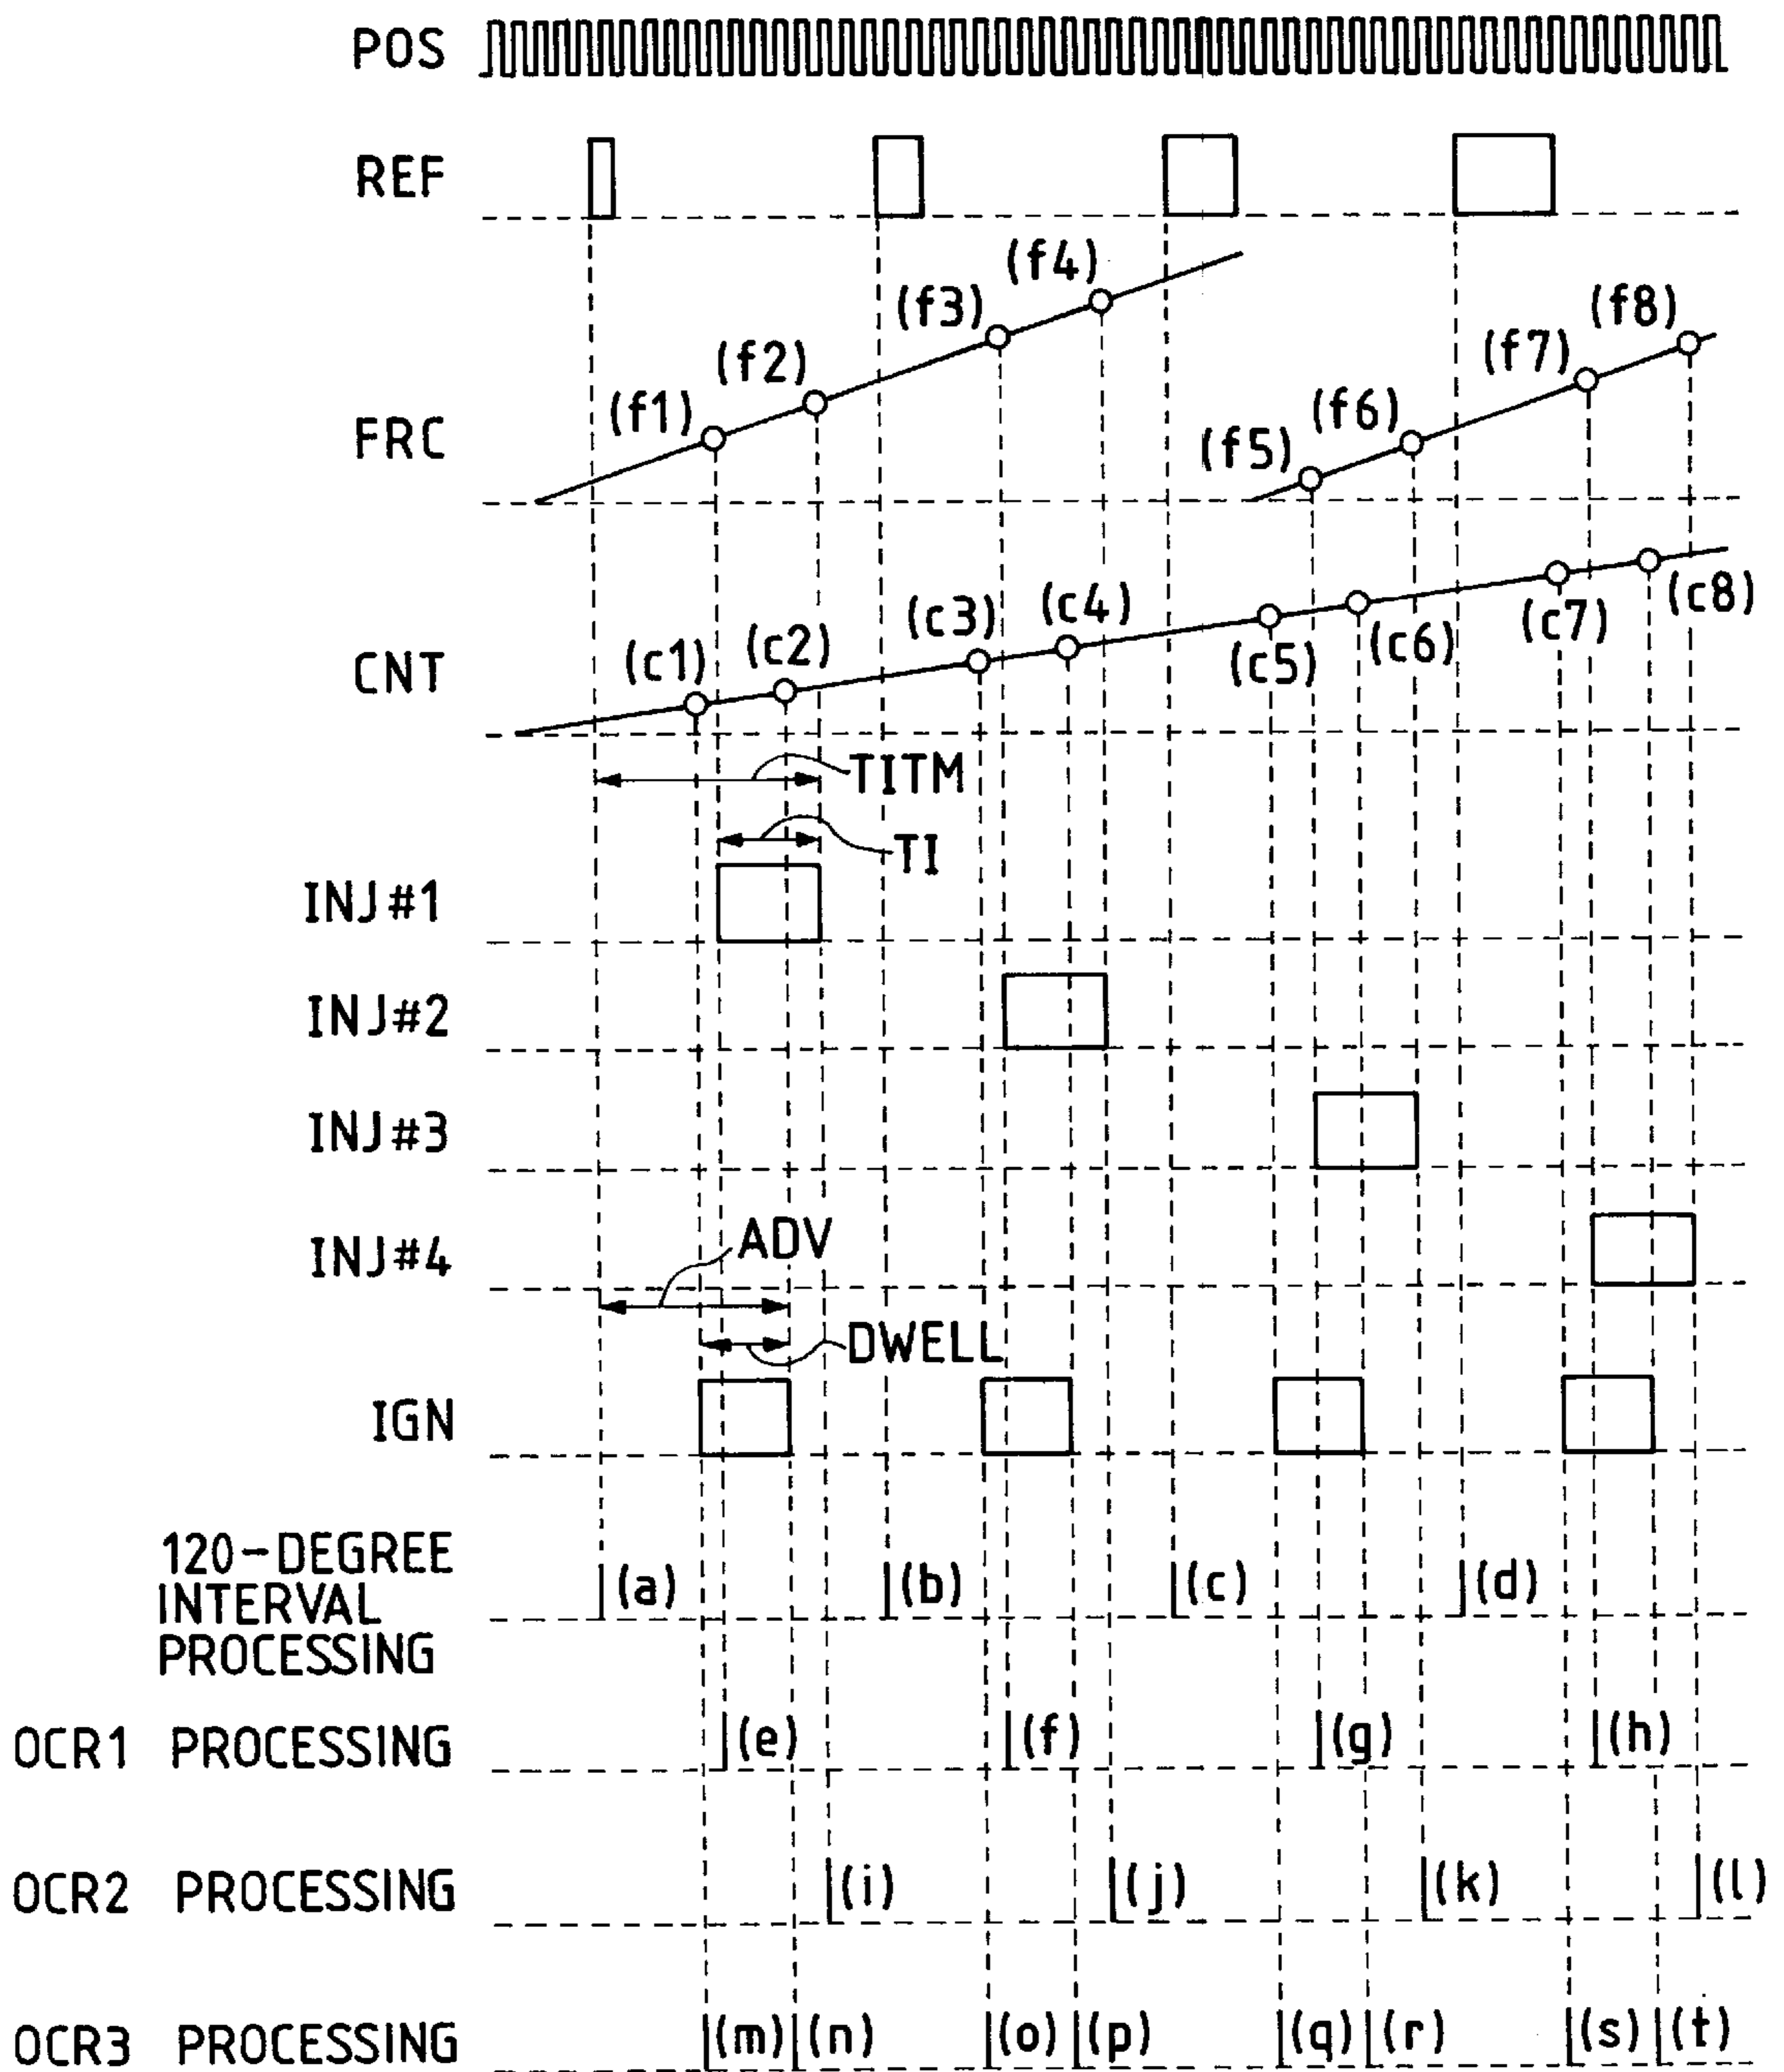 POS
REF
(f1) (f2) (f3) (f4) (f5) (f6) (f7) (f8)
FRC
(c1) (c2) (c3) (c4) (c5) (c6) (c7) (c8)
CNT
TITM
TI
INJ#1
INJ#2
INJ#3
INJ#4
ADV
DWELL
IGN
120-DEGREE
INTERVAL
PROCESSING
(a) (b) (c) (d)
OCR1 PROCESSING
(e) (f) (g) (h)
OCR2 PROCESSING
(i) (j) (k) (l)
OCR3 PROCESSING
(m) (n) (o) (p) (q) (r) (s) (t)